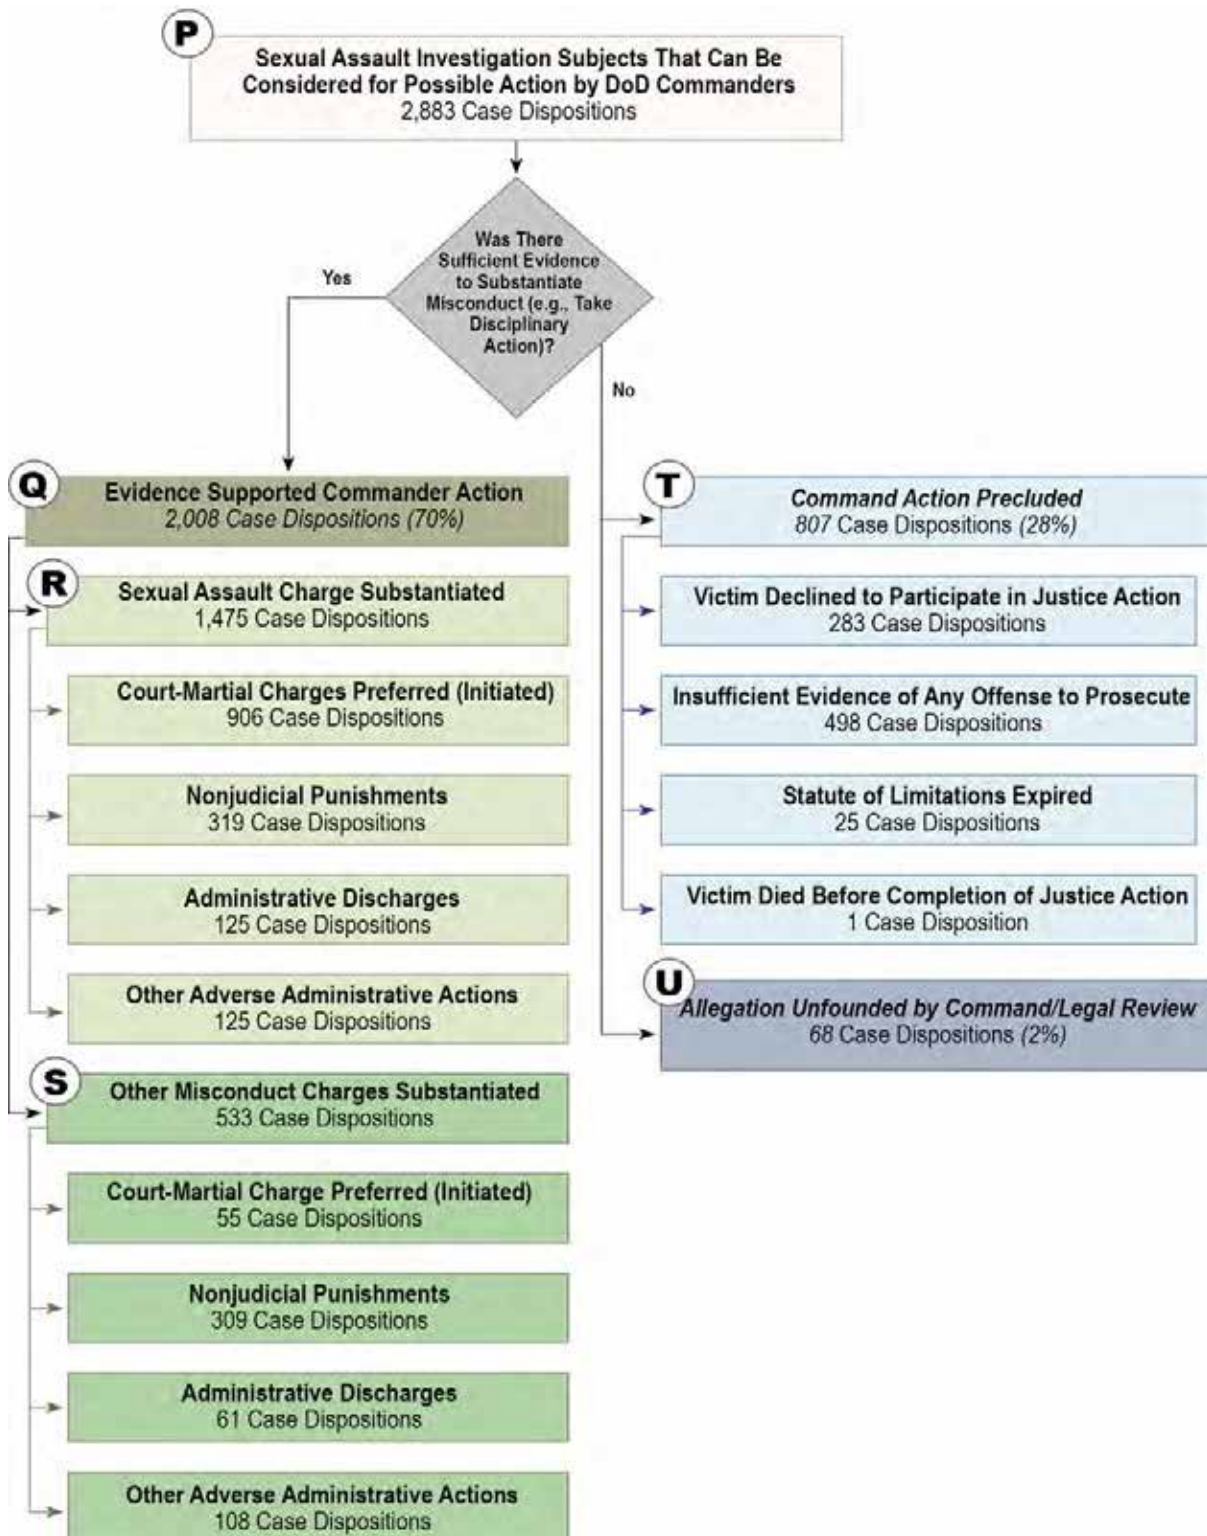 P
Sexual Assault Investigation Subjects That Can Be
Considered for Possible Action by DoD Commanders
2,883 Case Dispositions
Was There
Sufficient Evidence
to Substantiate
Misconduct (e.g., Take
Disciplinary
Action)?
Yes
No
Q
Evidence Supported Commander Action
2,008 Case Dispositions (70%)
R
Sexual Assault Charge Substantiated
1,475 Case Dispositions
Court-Martial Charges Preferred (Initiated)
906 Case Dispositions
Nonjudicial Punishments
319 Case Dispositions
Administrative Discharges
125 Case Dispositions
Other Adverse Administrative Actions
125 Case Dispositions
S
Other Misconduct Charges Substantiated
533 Case Dispositions
Court-Martial Charge Preferred (Initiated)
55 Case Dispositions
Nonjudicial Punishments
309 Case Dispositions
Administrative Discharges
61 Case Dispositions
Other Adverse Administrative Actions
108 Case Dispositions
T
Command Action Precluded
807 Case Dispositions (28%)
Victim Declined to Participate in Justice Action
283 Case Dispositions
Insufficient Evidence of Any Offense to Prosecute
498 Case Dispositions
Statute of Limitations Expired
25 Case Dispositions
Victim Died Before Completion of Justice Action
1 Case Disposition
U
Allegation Unfounded by Command/Legal Review
68 Case Dispositions (2%)